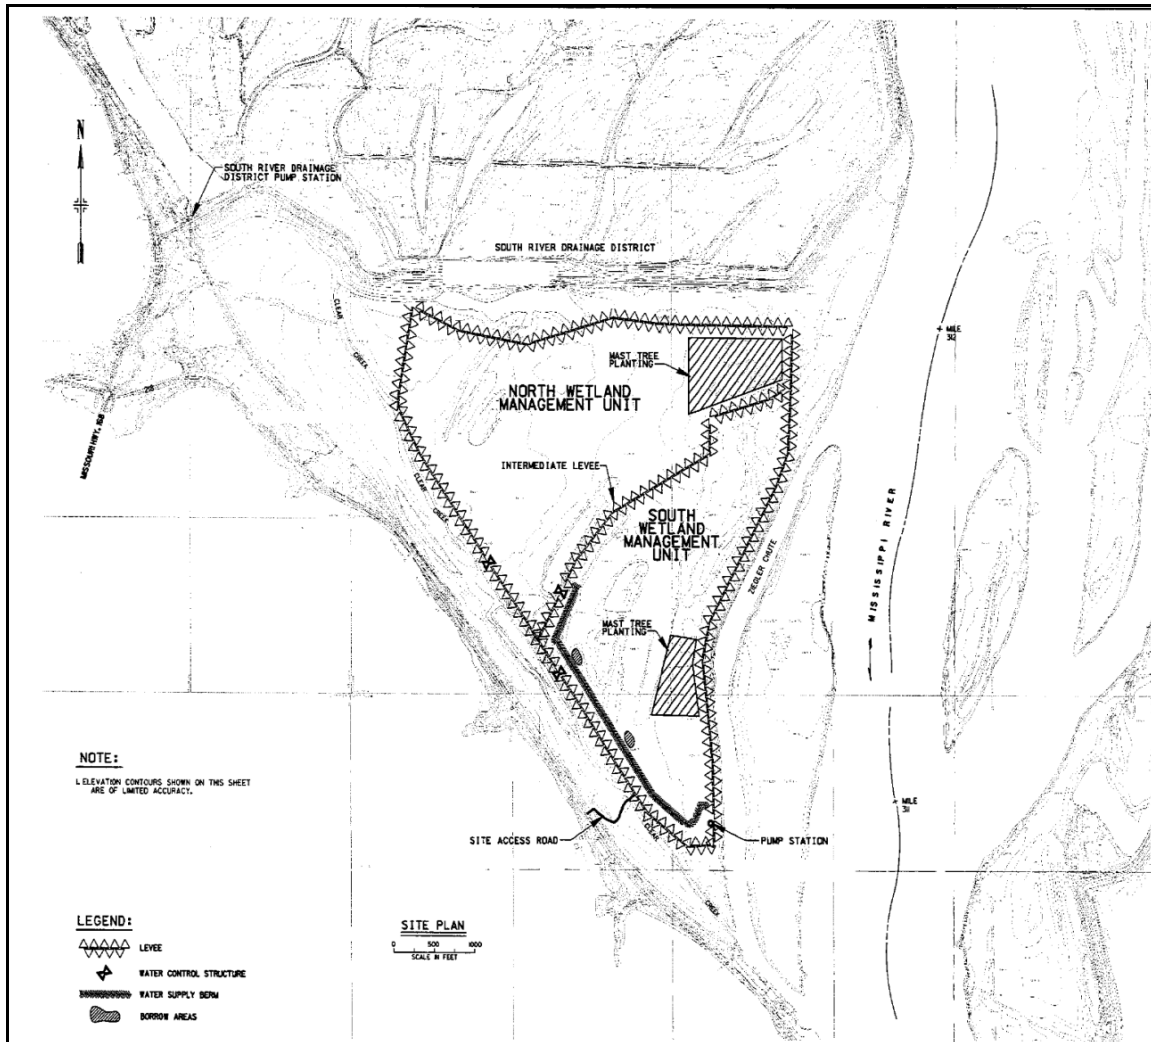 N
SOUTH RIVER DRAINAGE
DISTRICT PUMP STATION
SOUTH RIVER DRAINAGE DISTRICT
CLEAR
CREEK
MAST TREE
PLANTING
NORTH WETLAND
MANAGEMENT UNIT
MISSOURI HWY. 168
INTERMEDIATE LEVEE
CLEAR
CREEK
SOUTH
WETLAND
MANAGEMENT
UNIT
ZIEGLER CHUTE
MISSISSIPPI RIVER
MILE
MAST TREE
PLANTING
NOTE:
1. ELEVATION CONTOURS SHOWN ON THIS SHEET
ARE OF LIMITED ACCURACY.
MILE
SITE ACCESS ROAD
CLEAR
CREEK
PUMP STATION
LEGEND:
LEVEE
WATER CONTROL STRUCTURE
WATER SUPPLY BERM
BORROW AREAS
SITE PLAN
0 500 1000
SCALE IN FEET